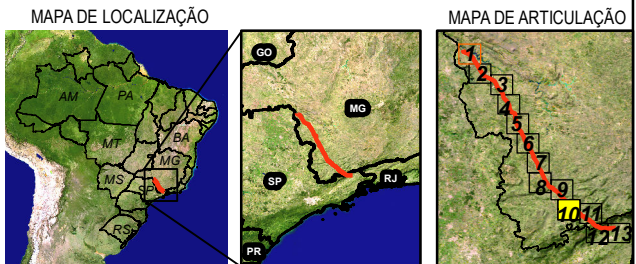 MAPA DE LOCALIZAÇÃO
AM
PA
MT
BA
MG
MS
SP
RS
GO
MG
SP
RJ
PR
MAPA DE ARTICULAÇÃO
1
2
3
4
5
6
7
8
9
10
11
12
13